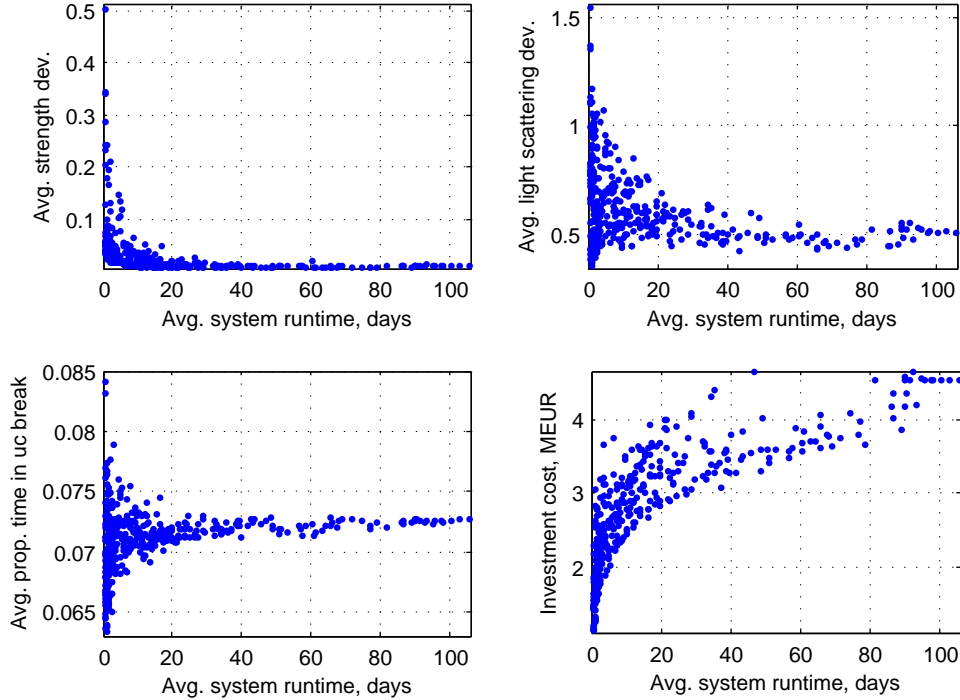 0.5
0.4
0.3
0.2
0.1
Avg. strength dev.
0 20 40 60 80 100
Avg. system runtime, days
1.5
1
0.5
Avg. light scattering dev.
0 20 40 60 80 100
Avg. system runtime, days
0.085
0.08
0.075
0.07
0.065
Avg. prop. time in uc break
0 20 40 60 80 100
Avg. system runtime, days
4
3
2
Investment cost, MEUR
0 20 40 60 80 100
Avg. system runtime, days